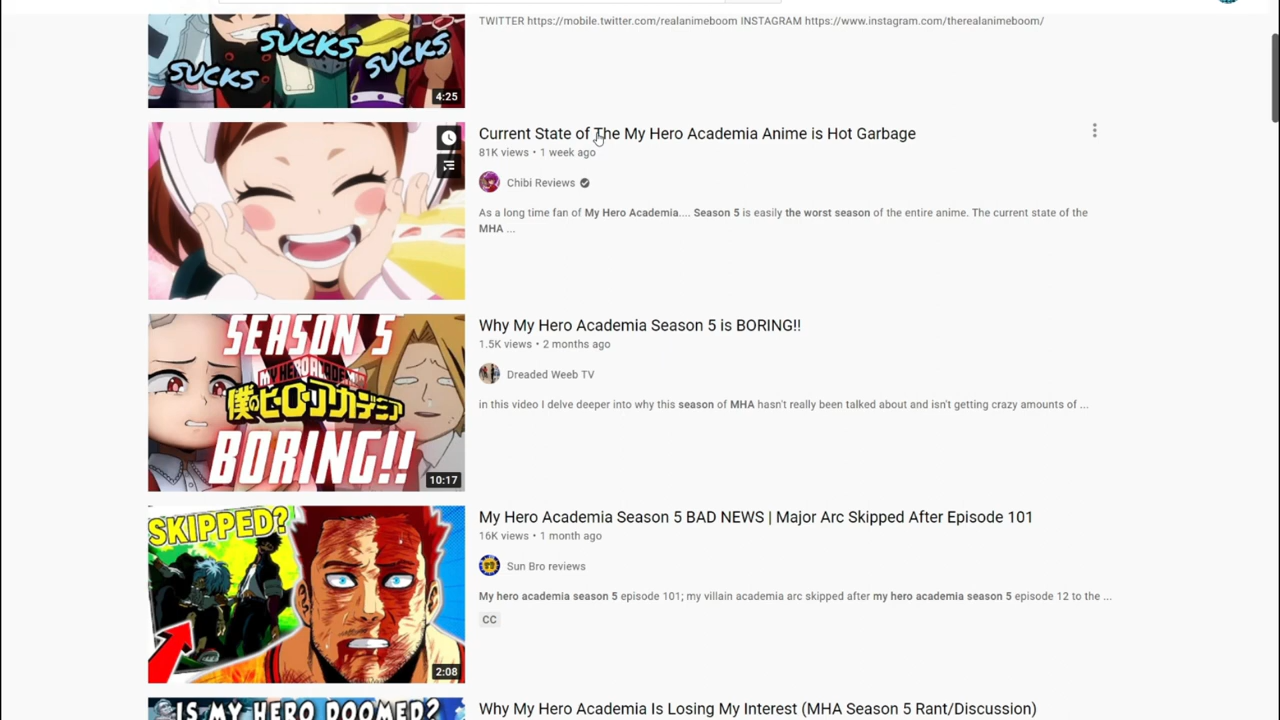 TWITTER https://mobile.twitter.com/realanimeboom INSTAGRAM https://www.instagram.com/therealanimeboom/
SUCKS SUCKS SUCKS
4:25
Current State of The My Hero Academia Anime is Hot Garbage
81K views • 1 week ago
Chibi Reviews
As a long time fan of My Hero Academia.... Season 5 is easily the worst season of the entire anime. The current state of the
MHA ...
SEASON 5
MY HERO ACADEMIA
僕のヒーローアカデミア
BORING!!
10:17
Why My Hero Academia Season 5 is BORING!!
1.5K views • 2 months ago
Dreaded Weeb TV
in this video I delve deeper into why this season of MHA hasn't really been talked about and isn't getting crazy amounts of ...
SKIPPED?
2:08
My Hero Academia Season 5 BAD NEWS | Major Arc Skipped After Episode 101
16K views • 1 month ago
Sun Bro reviews
My hero academia season 5 episode 101; my villain academia arc skipped after my hero academia season 5 episode 12 to the ...
CC
IS MY HERO DOOMED?
Why My Hero Academia Is Losing My Interest (MHA Season 5 Rant/Discussion)